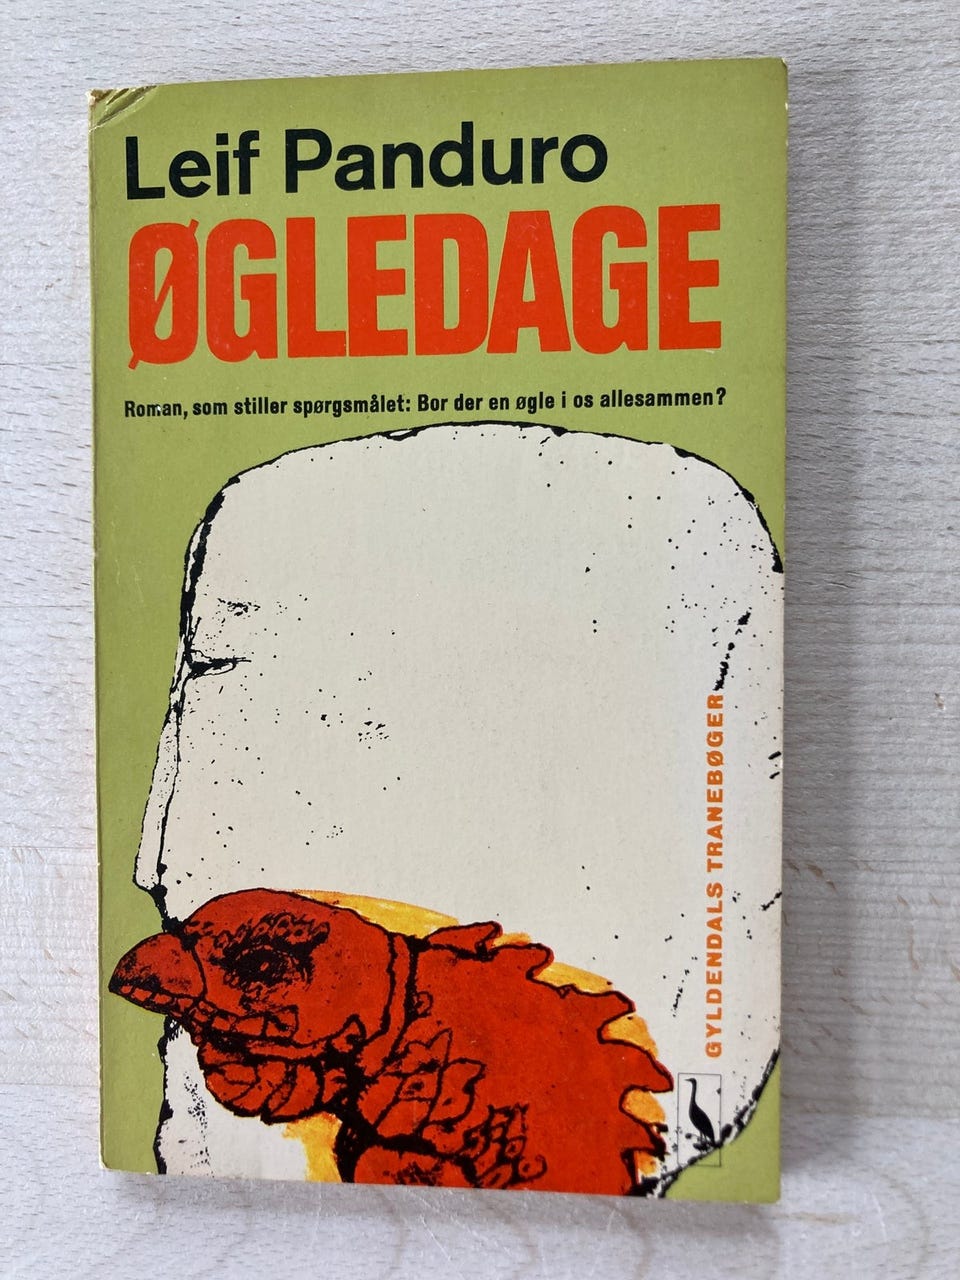 Leif Panduro
ØGLEDAGE
Roman, som stiller spørgsmålet: Bor der en øgle i os allesammen?
GYLDENDALS TRANEBØGER